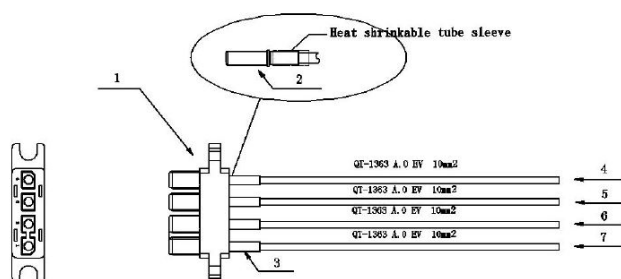 Heat shrinkable tube sleeve
1
2
QT-1363 A.0 EV 10mm2
4
QT-1363 A.0 EV 10mm2
5
QT-1363 A.0 EV 10mm2
6
QT-1363 A.0 EV 10mm2
7
3